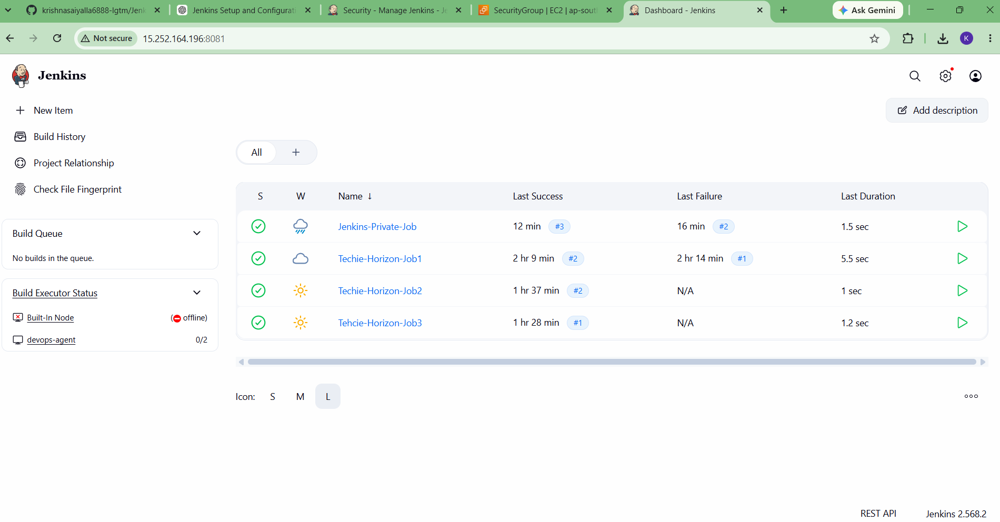 krishnasaiyalla6888-lgtm/Jenk
Jenkins Setup and Configurati
Security - Manage Jenkins - Je
SecurityGroup | EC2 | ap-sout
Dashboard - Jenkins
Ask Gemini
Not secure
15.252.164.196:8081
K
Jenkins
New Item
Add description
Build History
Project Relationship
Check File Fingerprint
All +
S W Name ↓ Last Success Last Failure Last Duration
Jenkins-Private-Job 12 min #3 16 min #2 1.5 sec
Techie-Horizon-Job1 2 hr 9 min #2 2 hr 14 min #1 5.5 sec
Techie-Horizon-Job2 1 hr 37 min #2 N/A 1 sec
Tehcie-Horizon-Job3 1 hr 28 min #1 N/A 1.2 sec
Build Queue
No builds in the queue.
Build Executor Status
Built-In Node (offline)
devops-agent 0/2
Icon: S M L
REST API Jenkins 2.568.2